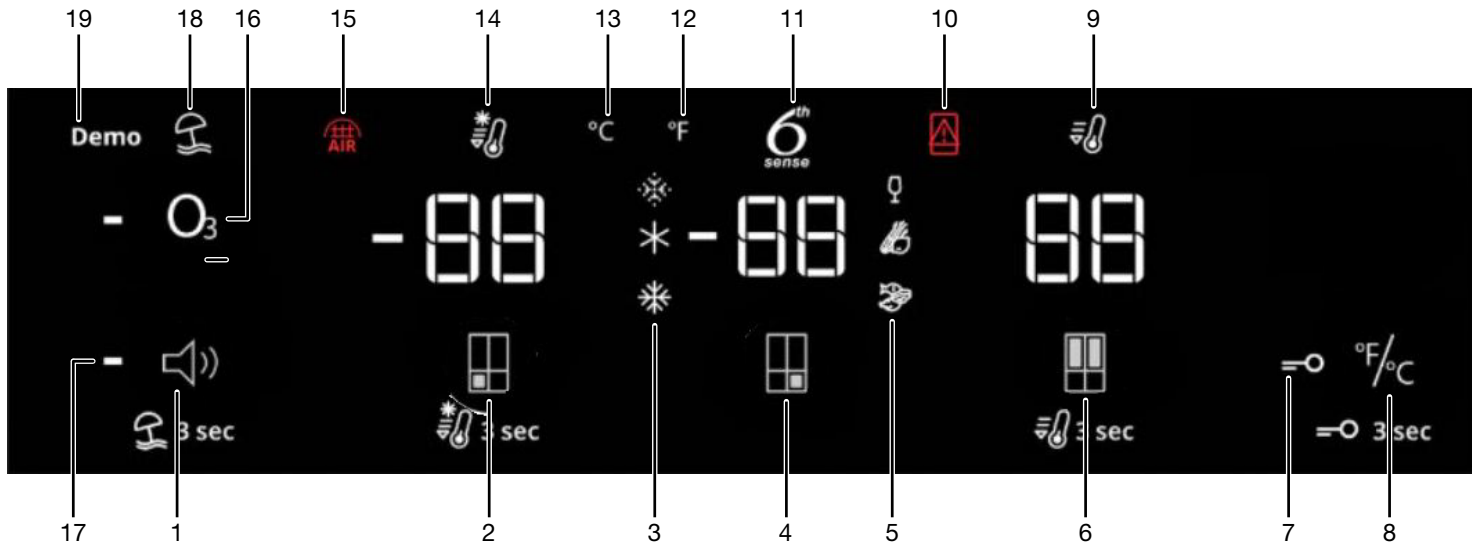 19 18 16 15 14 13 12 11 10 9
Demo AIR °C °F 6th sense
O3 -88 -88 88
°F/°C
3 sec 3 sec 3 sec 3 sec
17 1 2 3 4 5 6 7 8